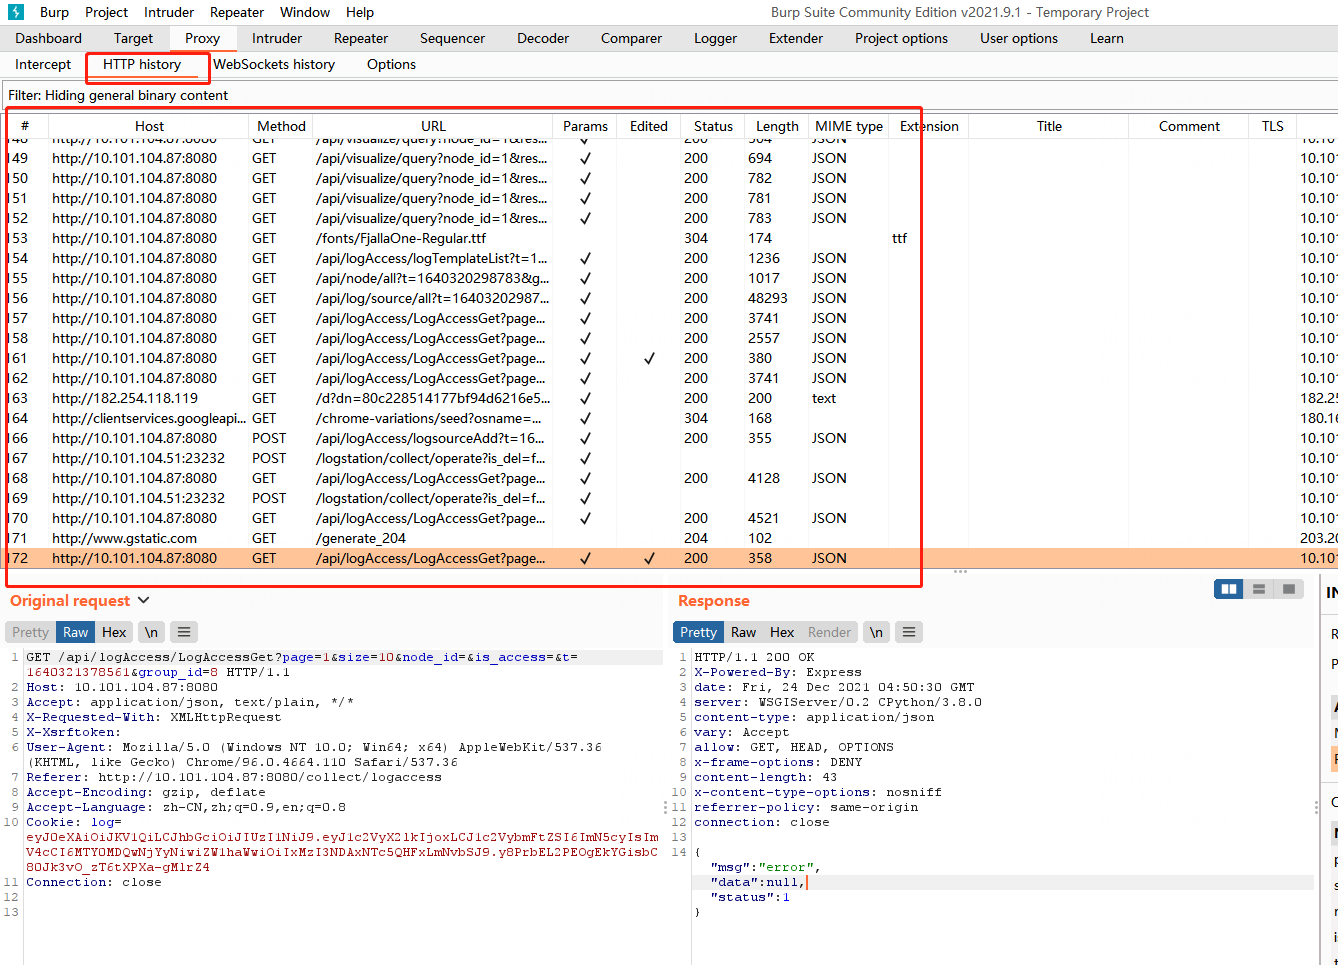 Burp Project Intruder Repeater Window Help Burp Suite Community Edition v2021.9.1 - Temporary Project
Dashboard Target Proxy Intruder Repeater Sequencer Decoder Comparer Logger Extender Project options User options Learn
Intercept HTTP history WebSockets history Options
Filter: Hiding general binary content
# Host Method URL Params Edited Status Length MIME type Extension Title Comment TLS
149 http://10.101.104.87:8080 GET /api/visualize/query?node_id=1&res... ✓ 200 694 JSON 10.101
150 http://10.101.104.87:8080 GET /api/visualize/query?node_id=1&res... ✓ 200 782 JSON 10.101
151 http://10.101.104.87:8080 GET /api/visualize/query?node_id=1&res... ✓ 200 781 JSON 10.101
152 http://10.101.104.87:8080 GET /api/visualize/query?node_id=1&res... ✓ 200 783 JSON 10.101
153 http://10.101.104.87:8080 GET /fonts/FjallaOne-Regular.ttf 304 174 ttf 10.101
154 http://10.101.104.87:8080 GET /api/logAccess/logTemplateList?t=1... ✓ 200 1236 JSON 10.101
155 http://10.101.104.87:8080 GET /api/node/all?t=1640320298783&g... ✓ 200 1017 JSON 10.101
156 http://10.101.104.87:8080 GET /api/log/source/all?t=16403202987... ✓ 200 48293 JSON 10.101
157 http://10.101.104.87:8080 GET /api/logAccess/LogAccessGet?page... ✓ 200 3741 JSON 10.101
158 http://10.101.104.87:8080 GET /api/logAccess/LogAccessGet?page... ✓ 200 2557 JSON 10.101
161 http://10.101.104.87:8080 GET /api/logAccess/LogAccessGet?page... ✓ ✓ 200 380 JSON 10.101
162 http://10.101.104.87:8080 GET /api/logAccess/LogAccessGet?page... ✓ 200 3741 JSON 10.101
163 http://182.254.118.119 GET /d?dn=80c228514177bf94d6216e5... ✓ 200 200 text 182.25
164 http://clientservices.googleapi... GET /chrome-variations/seed?osname=... ✓ 304 168 180.16
166 http://10.101.104.87:8080 POST /api/logAccess/logsourceAdd?t=16... ✓ 200 355 JSON 10.101
167 http://10.101.104.51:23232 POST /logstation/collect/operate?is_del=f... ✓ 10.101
168 http://10.101.104.87:8080 GET /api/logAccess/LogAccessGet?page... ✓ 200 4128 JSON 10.101
169 http://10.101.104.51:23232 POST /logstation/collect/operate?is_del=f... ✓ 10.101
170 http://10.101.104.87:8080 GET /api/logAccess/LogAccessGet?page... ✓ 200 4521 JSON 10.101
171 http://www.gstatic.com GET /generate_204 204 102 203.20
172 http://10.101.104.87:8080 GET /api/logAccess/LogAccessGet?page... ✓ ✓ 200 358 JSON 10.101
Original request
Pretty Raw Hex \n
1 GET /api/logAccess/LogAccessGet?page=1&size=10&node_id=&is_access=&t=
1640321378561&group_id=8 HTTP/1.1
2 Host: 10.101.104.87:8080
3 Accept: application/json, text/plain, */*
4 X-Requested-With: XMLHttpRequest
5 X-Xsrftoken:
6 User-Agent: Mozilla/5.0 (Windows NT 10.0; Win64; x64) AppleWebKit/537.36
(KHTML, like Gecko) Chrome/96.0.4664.110 Safari/537.36
7 Referer: http://10.101.104.87:8080/collect/logaccess
8 Accept-Encoding: gzip, deflate
9 Accept-Language: zh-CN,zh;q=0.9,en;q=0.8
10 Cookie: log=
eyJ0eXAiOiJKV1QiLCJhbGciOiJIUzI1NiJ9.eyJ1c2VyX2lkIjoxLCJ1c2VybmFtZSI6ImN5cyIsIm
V4cCI6MTY0MDQwNjYyNiwiZW1haWwiOiIxMzI3NDAxNTc5QHFxLmNvbSJ9.y8PrbEL2PEOgEkYGisbC
80Jk3vO_zT6tXPXa-gMlrZ4
11 Connection: close
12
13
Response
Pretty Raw Hex Render \n
1 HTTP/1.1 200 OK
2 X-Powered-By: Express
3 date: Fri, 24 Dec 2021 04:50:30 GMT
4 server: WSGIServer/0.2 CPython/3.8.0
5 content-type: application/json
6 vary: Accept
7 allow: GET, HEAD, OPTIONS
8 x-frame-options: DENY
9 content-length: 43
10 x-content-type-options: nosniff
11 referrer-policy: same-origin
12 connection: close
13
14 {
"msg":"error",
"data":null,
"status":1
}